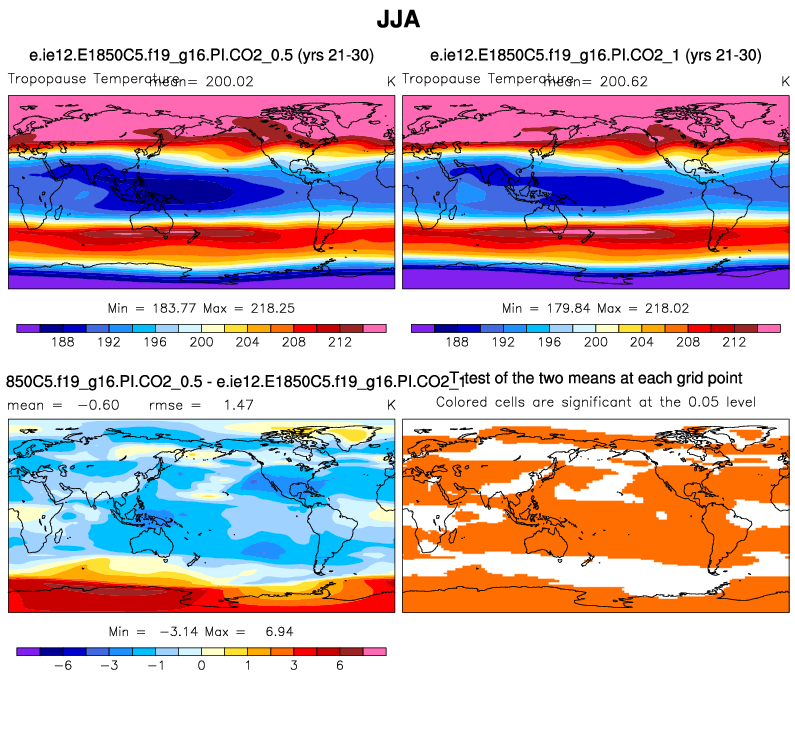 JJA
e.ie12.E1850C5.f19_g16.PI.CO2_0.5 (yrs 21-30)
Tropopause Temperature mean= 200.02 K
Min = 183.77 Max = 218.25
188 192 196 200 204 208 212
e.ie12.E1850C5.f19_g16.PI.CO2_1 (yrs 21-30)
Tropopause Temperature mean= 200.62 K
Min = 179.84 Max = 218.02
188 192 196 200 204 208 212
850C5.f19_g16.PI.CO2_0.5 - e.ie12.E1850C5.f19_g16.PI.CO2_1
mean = -0.60 rmse = 1.47 K
Min = -3.14 Max = 6.94
-6 -3 -1 0 1 3 6
T-test of the two means at each grid point
Colored cells are significant at the 0.05 level